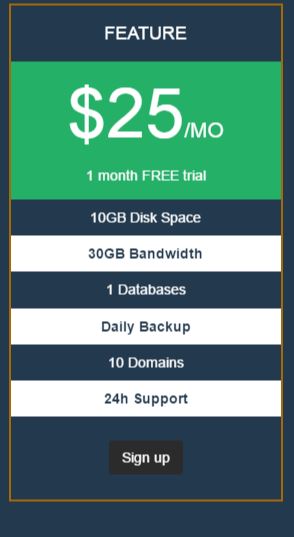 FEATURE
$25/MO
1 month FREE trial
10GB Disk Space
30GB Bandwidth
1 Databases
Daily Backup
10 Domains
24h Support
Sign up